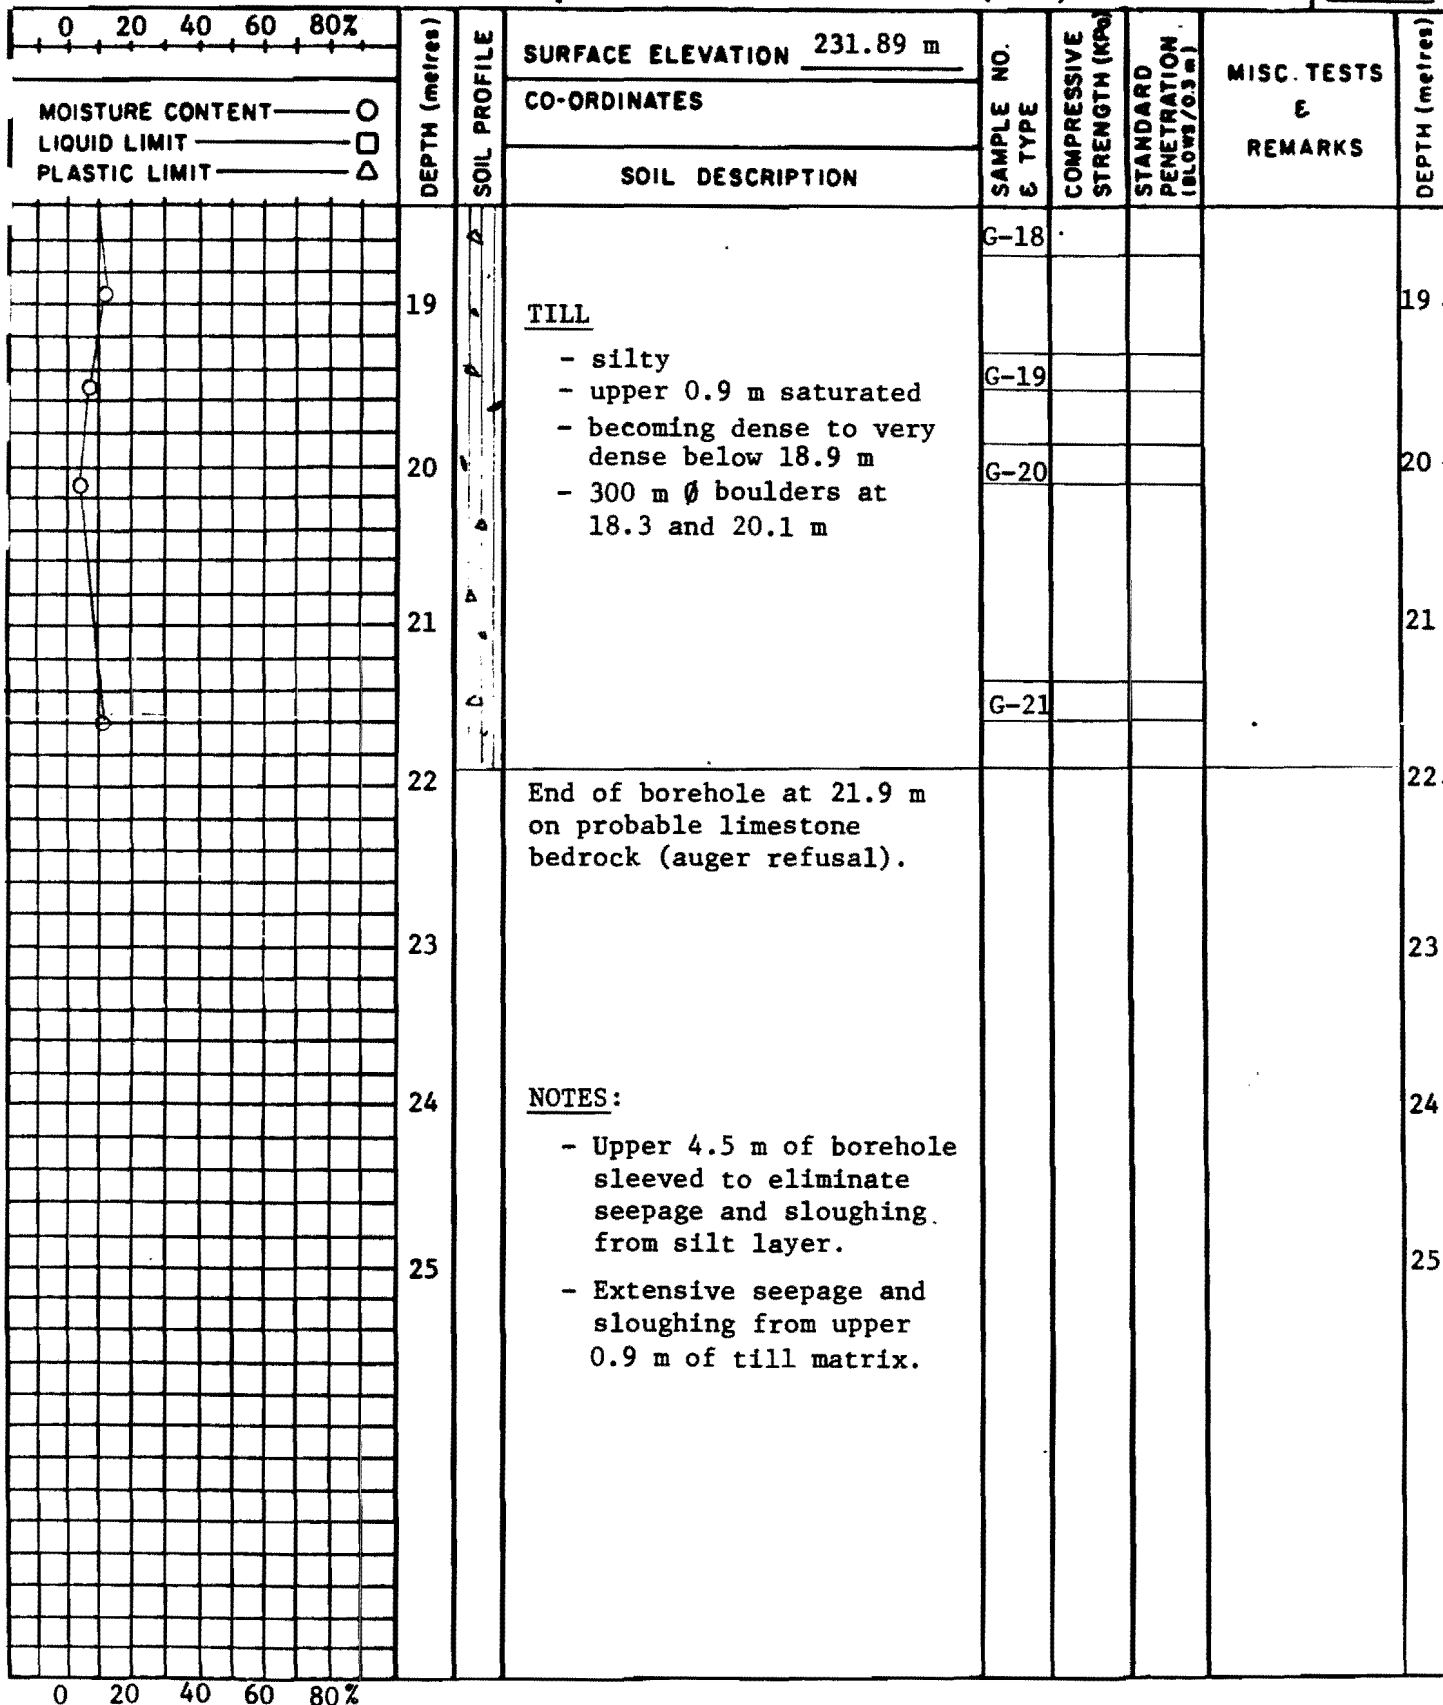 0 20 40 60 80%
MOISTURE CONTENT
LIQUID LIMIT
PLASTIC LIMIT
DEPTH (metres)
SOIL PROFILE
SURFACE ELEVATION 231.89 m
CO-ORDINATES
SOIL DESCRIPTION
SAMPLE NO.
& TYPE
COMPRESSIVE
STRENGTH (KPa)
STANDARD
PENETRATION
(BLOWS/0.3 m)
MISC. TESTS
&
REMARKS
DEPTH (metres)
G-18
19
TILL
19
- silty
G-19
- upper 0.9 m saturated
- becoming dense to very
dense below 18.9 m
20
G-20
20
- 300 m Ø boulders at
18.3 and 20.1 m
21
21
G-21
22
22
End of borehole at 21.9 m
on probable limestone
bedrock (auger refusal).
23
23
24
NOTES:
24
- Upper 4.5 m of borehole
sleeved to eliminate
seepage and sloughing
from silt layer.
25
25
- Extensive seepage and
sloughing from upper
0.9 m of till matrix.
0 20 40 60 80%